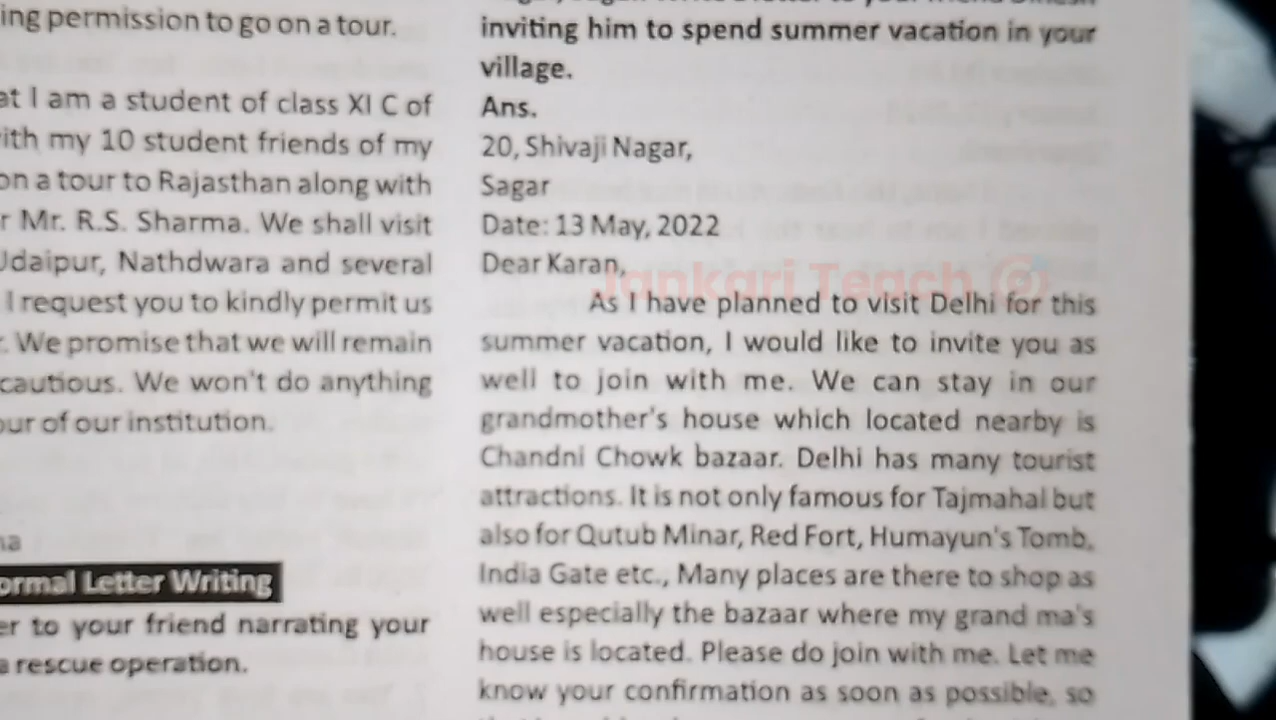 ing permission to go on a tour.
at I am a student of class XI C of
ith my 10 student friends of my
on a tour to Rajasthan along with
r Mr. R.S. Sharma. We shall visit
Udaipur, Nathdwara and several
I request you to kindly permit us
. We promise that we will remain
cautious. We won't do anything
our of our institution.
na
ormal Letter Writing
er to your friend narrating your
a rescue operation.
inviting him to spend summer vacation in your
village.
Ans.
20, Shivaji Nagar,
Sagar
Date: 13 May, 2022
Dear Karan,
Jankari Teach
As I have planned to visit Delhi for this
summer vacation, I would like to invite you as
well to join with me. We can stay in our
grandmother's house which located nearby is
Chandni Chowk bazaar. Delhi has many tourist
attractions. It is not only famous for Tajmahal but
also for Qutub Minar, Red Fort, Humayun's Tomb,
India Gate etc., Many places are there to shop as
well especially the bazaar where my grand ma's
house is located. Please do join with me. Let me
know your confirmation as soon as possible, so